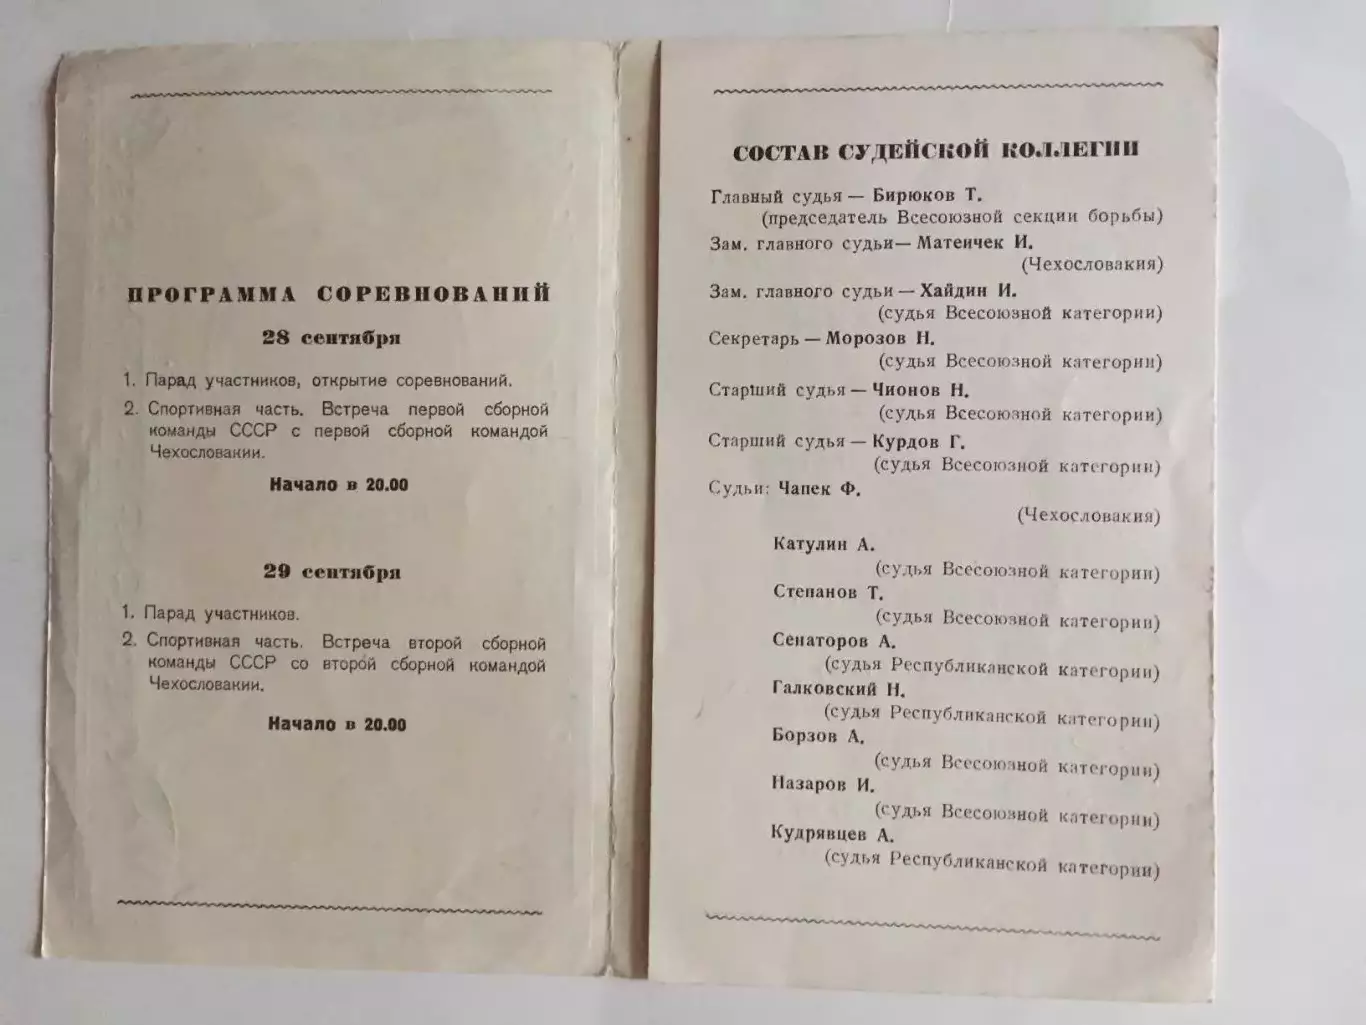 ПРОГРАММА СОРЕВНОВАНИЙ
28 сентября
1. Парад участников, открытие соревнований.
2. Спортивная часть. Встреча первой сборной
команды СССР с первой сборной командой
Чехословакии.
Начало в 20.00
29 сентября
1. Парад участников.
2. Спортивная часть. Встреча второй сборной
команды СССР со второй сборной командой
Чехословакии.
Начало в 20.00
СОСТАВ СУДЕЙСКОЙ КОЛЛЕГИИ
Главный судья — Бирюков Т.
(председатель Всесоюзной секции борьбы)
Зам. главного судьи— Матеичек И.
(Чехословакия)
Зам. главного судьи — Хайдин И.
(судья Всесоюзной категории)
Секретарь — Морозов Н.
(судья Всесоюзной категории)
Старший судья — Чионов Н.
(судья Всесоюзной категории)
Старший судья — Курдов Г.
(судья Всесоюзной категории)
Судьи: Чапек Ф.
(Чехословакия)
Катулин А.
(судья Всесоюзной категории)
Степанов Т.
(судья Всесоюзной категории)
Сенаторов А.
(судья Республиканской категории)
Галковский Н.
(судья Республиканской категории)
Борзов А.
(судья Всесоюзной категории)
Назаров И.
(судья Всесоюзной категории)
Кудрявцев А.
(судья Республиканской категории)